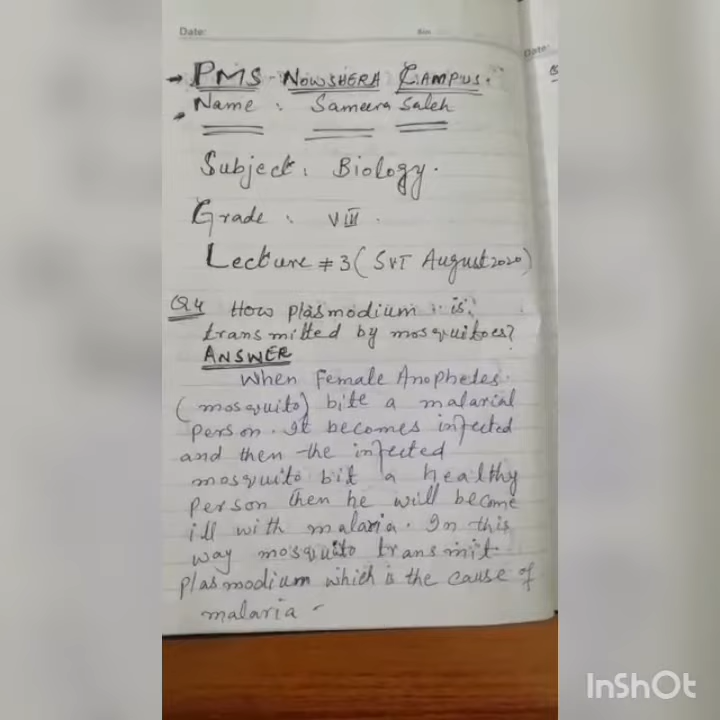 Date:
Date:
→ PMS - NOWSHERA CAMPUS.
Name : Sameera Saleh
Subject: Biology.
Grade : VIII.
Lecture # 3 ( SVT August 2020)
Q4 How plasmodium is
transmitted by mosquitoes?
ANSWER
When Female Anopheles
(mosquito) bite a malarial
person. It becomes infected
and then the infected
mosquito bit a healthy
person then he will become
ill with malaria. In this
way mosquito transmit
plasmodium which is the cause of
malaria -
InShOt